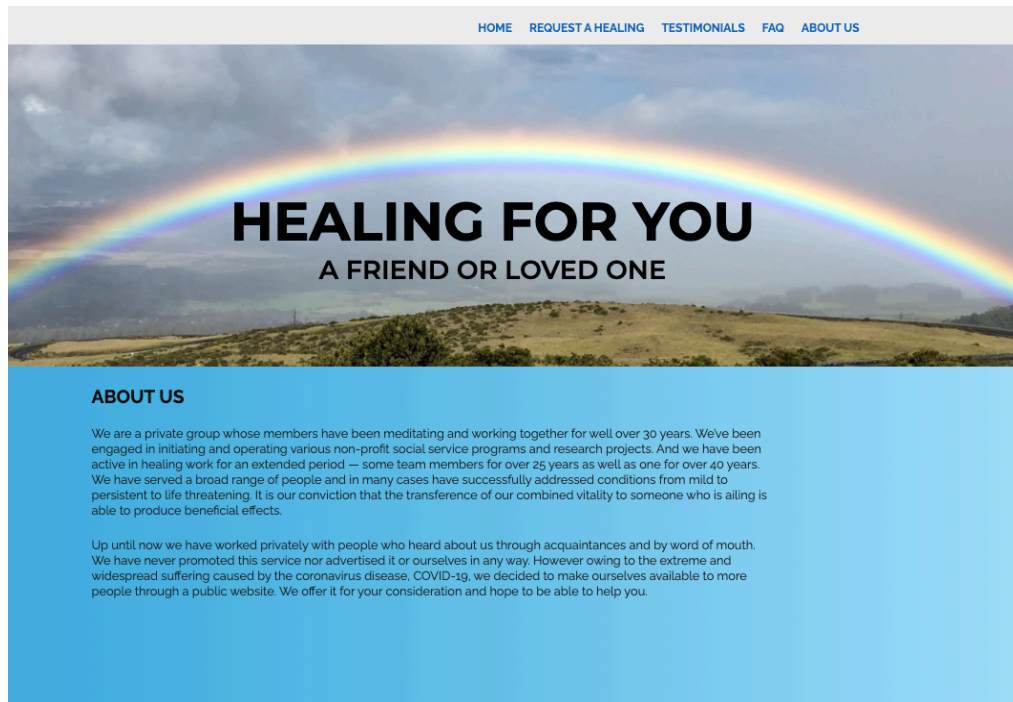 HOME REQUEST A HEALING TESTIMONIALS FAQ ABOUT US
HEALING FOR YOU
A FRIEND OR LOVED ONE
ABOUT US
We are a private group whose members have been meditating and working together for well over 30 years. We've been
engaged in initiating and operating various non-profit social service programs and research projects. And we have been
active in healing work for an extended period — some team members for over 25 years as well as one for over 40 years.
We have served a broad range of people and in many cases have successfully addressed conditions from mild to
persistent to life threatening. It is our conviction that the transference of our combined vitality to someone who is ailing is
able to produce beneficial effects.
Up until now we have worked privately with people who heard about us through acquaintances and by word of mouth.
We have never promoted this service nor advertised it or ourselves in any way. However owing to the extreme and
widespread suffering caused by the coronavirus disease, COVID-19, we decided to make ourselves available to more
people through a public website. We offer it for your consideration and hope to be able to help you.